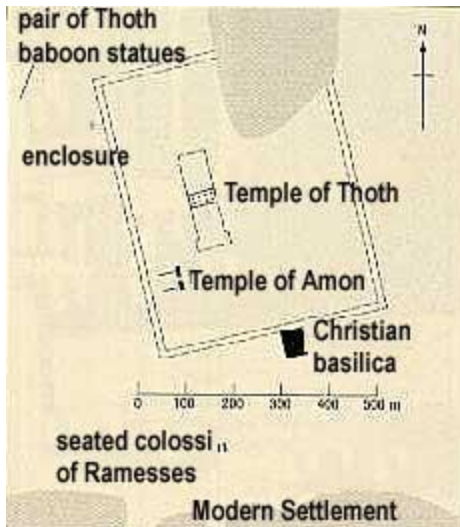 pair of Thoth
baboon statues
N
enclosure
Temple of Thoth
Temple of Amon
Christian
basilica
0 100 200 300 400 500 m
seated colossi
of Ramesses
Modern Settlement